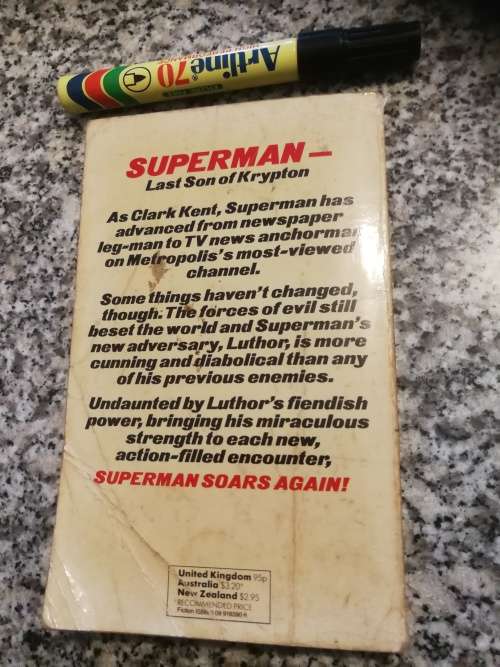 Artline 70
SUPERMAN—
Last Son of Krypton
As Clark Kent, Superman has
advanced from newspaper
leg-man to TV news anchorman
on Metropolis's most-viewed
channel.
Some things haven't changed,
though. The forces of evil still
beset the world and Superman's
new adversary, Luthor, is more
cunning and diabolical than any
of his previous enemies.
Undaunted by Luthor's fiendish
power, bringing his miraculous
strength to each new,
action-filled encounter,
SUPERMAN SOARS AGAIN!
United Kingdom 95p
Australia $3.20*
New Zealand $2.95
RECOMMENDED PRICE
Fiction ISBN